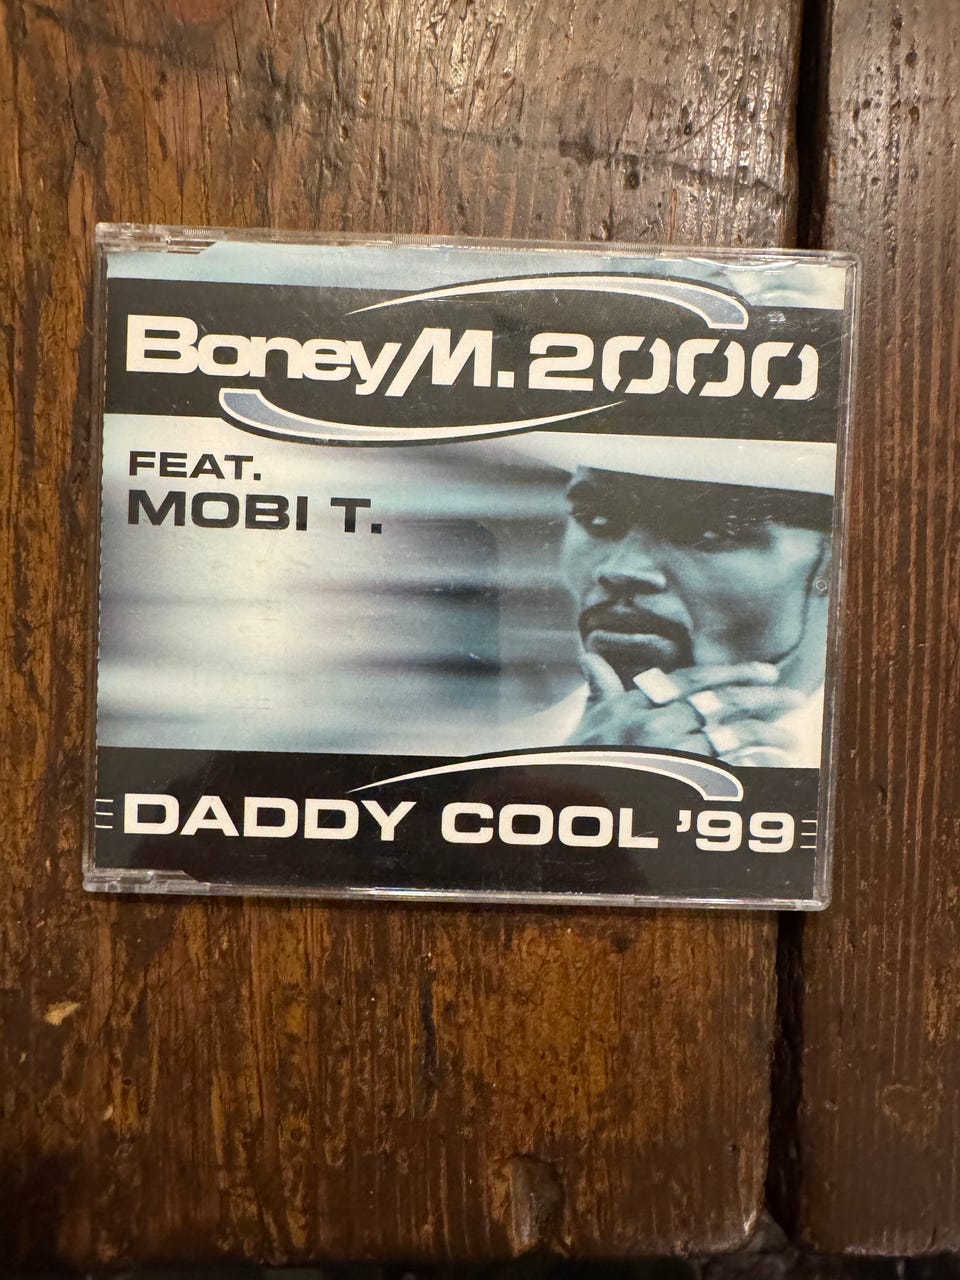 Boney M. 2000
FEAT.
MOBI T.
DADDY COOL '99